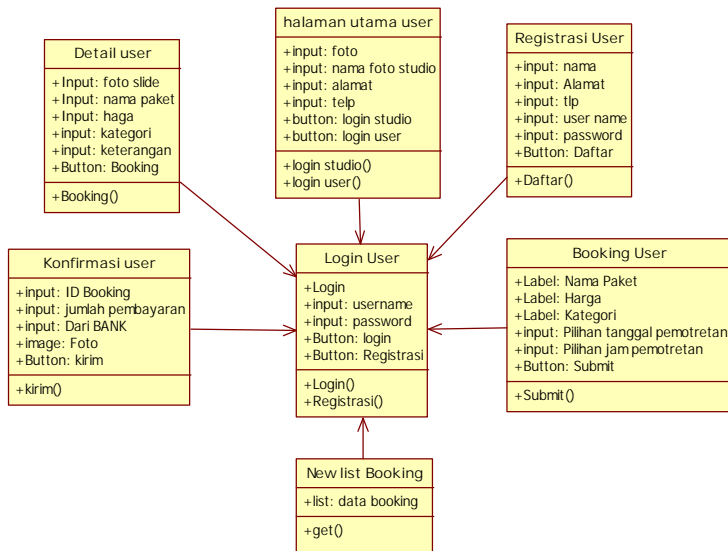 Detail user
+Input: foto slide
+Input: nama paket
+Input: haga
+input: kategori
+input: keterangan
+Button: Booking
+Booking()
halaman utama user
+input: foto
+input: nama foto studio
+input: alamat
+input: telp
+button: login studio
+button: login user
+login studio()
+login user()
Registrasi User
+input: nama
+input: Alamat
+input: tlp
+input: user name
+input: password
+Button: Daftar
+Daftar()
Konfirmasi user
+input: ID Booking
+input: jumlah pembayaran
+input: Dari BANK
+image: Foto
+Button: kirim
+kirim()
Login User
+Login
+input: username
+input: password
+Button: login
+Button: Registrasi
+Login()
+Registrasi()
Booking User
+Label: Nama Paket
+Label: Harga
+Label: Kategori
+input: Pilihan tanggal pemotretan
+input: Pilihan jam pemotretan
+Button: Submit
+Submit()
New list Booking
+list: data booking
+get()